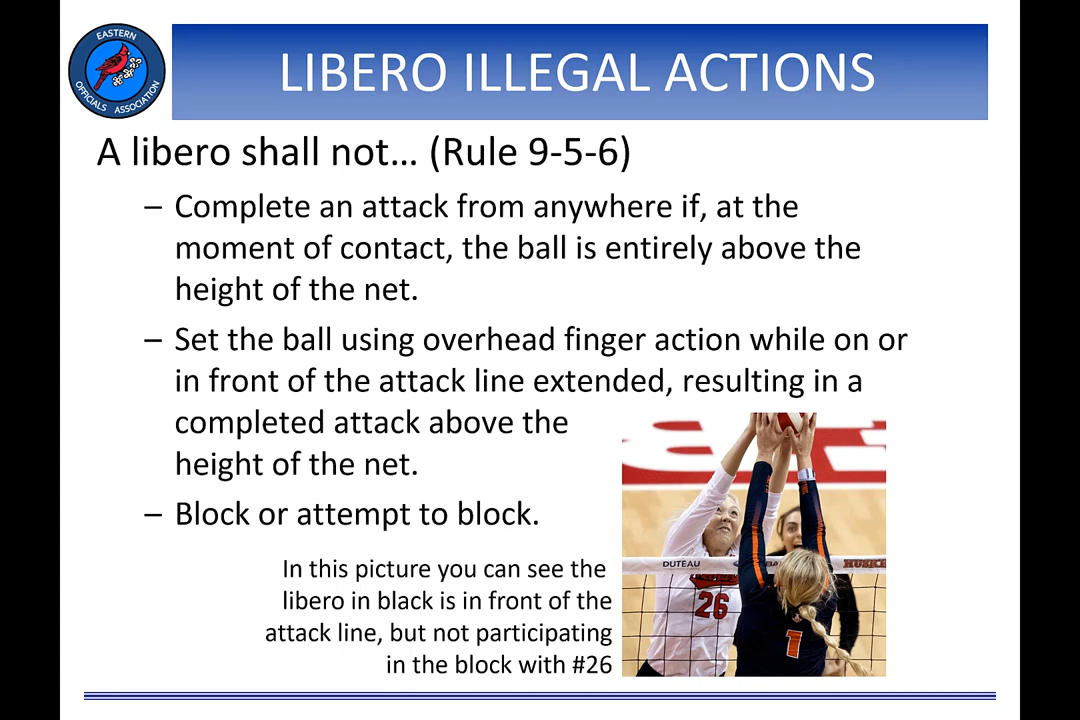 EASTERN
OFFICIALS ASSOCIATION
LIBERO ILLEGAL ACTIONS
A libero shall not... (Rule 9-5-6)
– Complete an attack from anywhere if, at the
moment of contact, the ball is entirely above the
height of the net.
– Set the ball using overhead finger action while on or
in front of the attack line extended, resulting in a
completed attack above the
height of the net.
– Block or attempt to block.
In this picture you can see the
libero in black is in front of the
attack line, but not participating
in the block with #26
DUTEAU
HUSKE
26
1